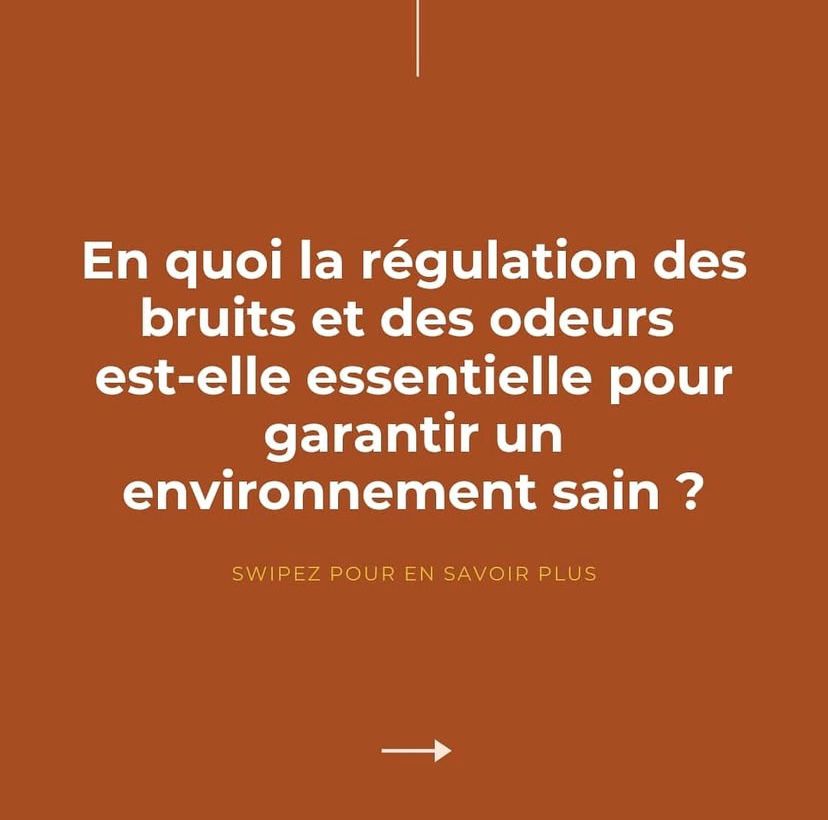 En quoi la régulation des
bruits et des odeurs
est-elle essentielle pour
garantir un
environnement sain ?
SWIPEZ POUR EN SAVOIR PLUS